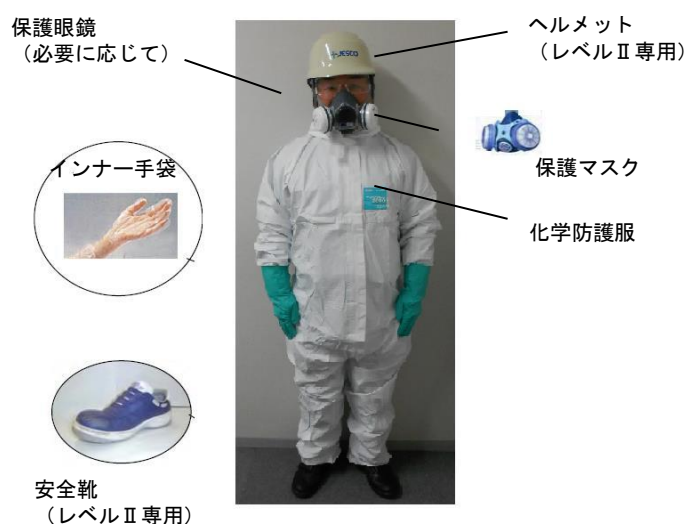 保護眼鏡
（必要に応じて）
ヘルメット
（レベルⅡ専用）
JESCO
インナー手袋
保護マスク
化学防護服
安全靴
（レベルⅡ専用）